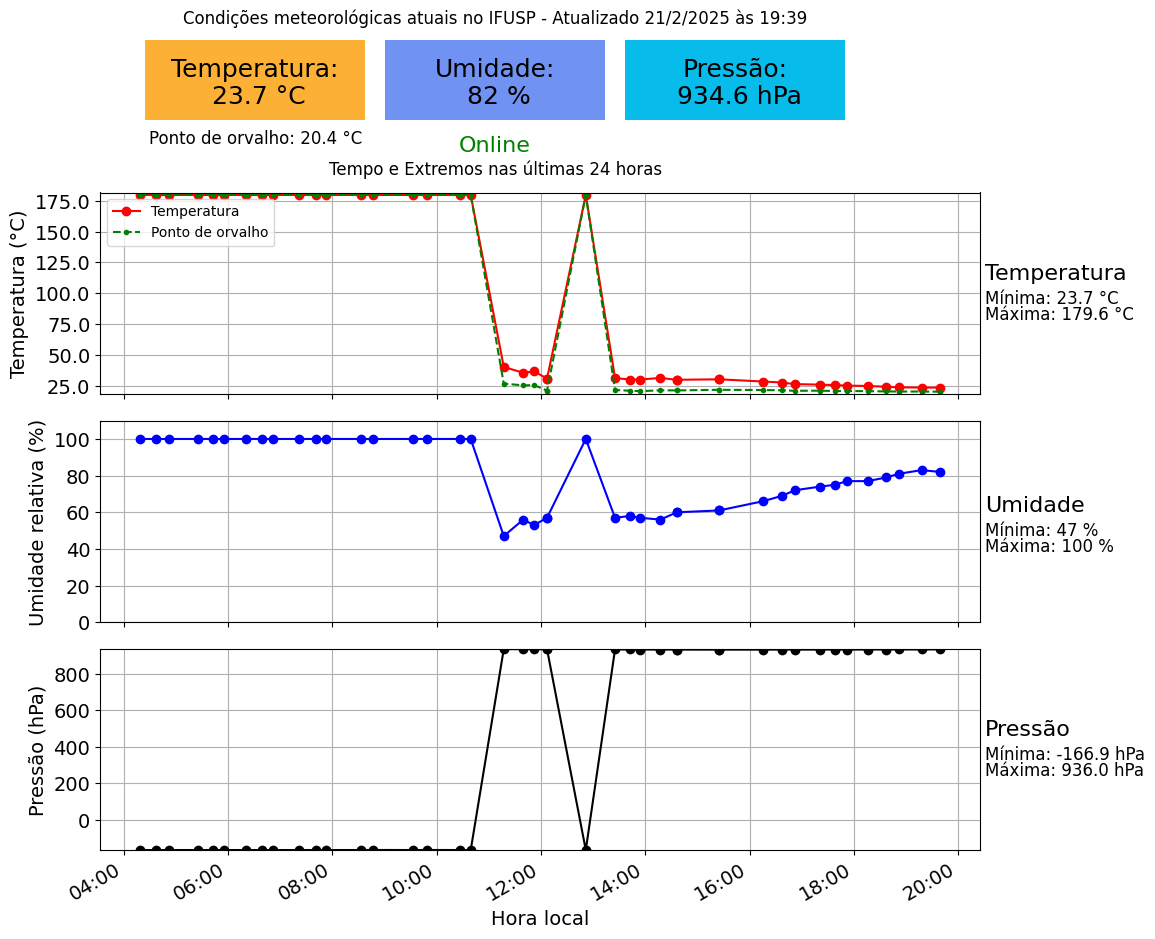 Condições meteorológicas atuais no IFUSP - Atualizado 21/2/2025 às 19:39
Temperatura:
23.7 °C
Umidade:
82 %
Pressão:
934.6 hPa
Ponto de orvalho: 20.4 °C
Online
Tempo e Extremos nas últimas 24 horas
Temperatura (°C)
175.0
150.0
125.0
100.0
75.0
50.0
25.0
Temperatura
Ponto de orvalho
Temperatura
Mínima: 23.7 °C
Máxima: 179.6 °C
Umidade relativa (%)
100
80
60
40
20
0
Umidade
Mínima: 47 %
Máxima: 100 %
Pressão (hPa)
800
600
400
200
0
Pressão
Mínima: -166.9 hPa
Máxima: 936.0 hPa
04:00 06:00 08:00 10:00 12:00 14:00 16:00 18:00 20:00
Hora local